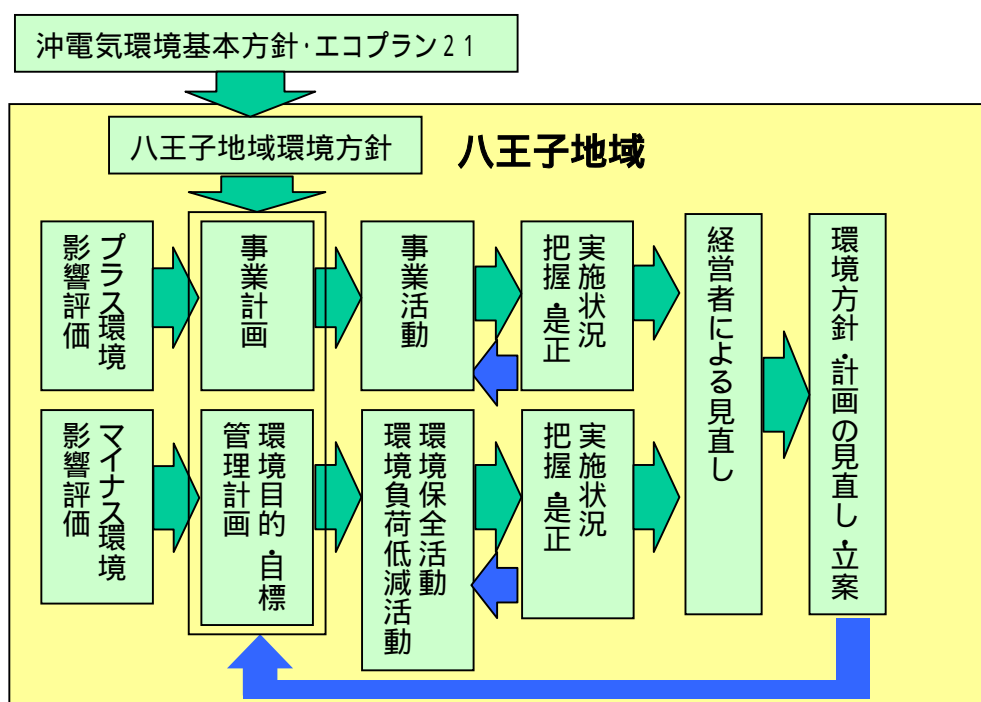 沖電気環境基本方針・エコプラン２１
八王子地域環境方針
八王子地域
プラス環境
影響評価
事業計画
事業活動
実施状況
把握・是正
経営者による見直し
環境方針・計画の見直し・立案
マイナス環境
影響評価
環境目的・目標
管理計画
環境保全活動
環境負荷低減活動
実施状況
把握・是正